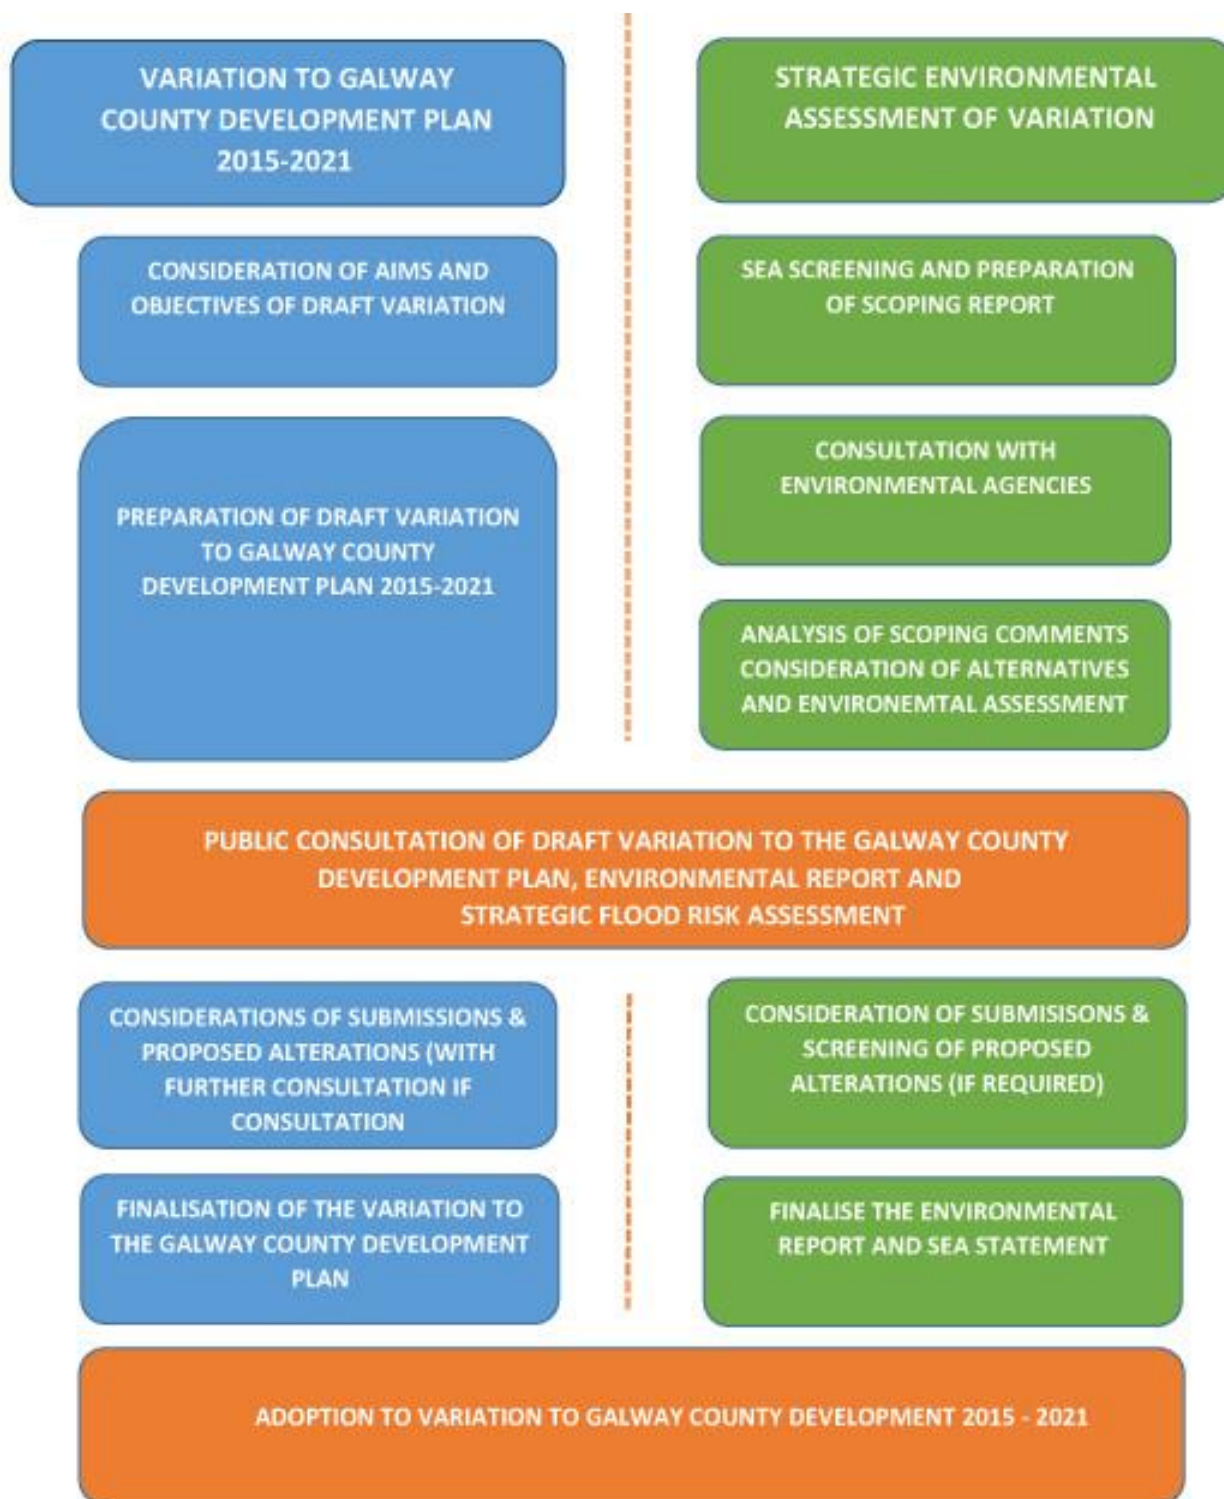 VARIATION TO GALWAY
COUNTY DEVELOPMENT PLAN
2015-2021
STRATEGIC ENVIRONMENTAL
ASSESSMENT OF VARIATION
CONSIDERATION OF AIMS AND
OBJECTIVES OF DRAFT VARIATION
SEA SCREENING AND PREPARATION
OF SCOPING REPORT
PREPARATION OF DRAFT VARIATION
TO GALWAY COUNTY
DEVELOPMENT PLAN 2015-2021
CONSULTATION WITH
ENVIRONMENTAL AGENCIES
ANALYSIS OF SCOPING COMMENTS
CONSIDERATION OF ALTERNATIVES
AND ENVIRONEMTAL ASSESSMENT
PUBLIC CONSULTATION OF DRAFT VARIATION TO THE GALWAY COUNTY
DEVELOPMENT PLAN, ENVIRONMENTAL REPORT AND
STRATEGIC FLOOD RISK ASSESSMENT
CONSIDERATIONS OF SUBMISSIONS &
PROPOSED ALTERATIONS (WITH
FURTHER CONSULTATION IF
CONSULTATION
CONSIDERATION OF SUBMISISONS &
SCREENING OF PROPOSED
ALTERATIONS (IF REQUIRED)
FINALISATION OF THE VARIATION TO
THE GALWAY COUNTY DEVELOPMENT
PLAN
FINALISE THE ENVIRONMENTAL
REPORT AND SEA STATEMENT
ADOPTION TO VARIATION TO GALWAY COUNTY DEVELOPMENT 2015 - 2021